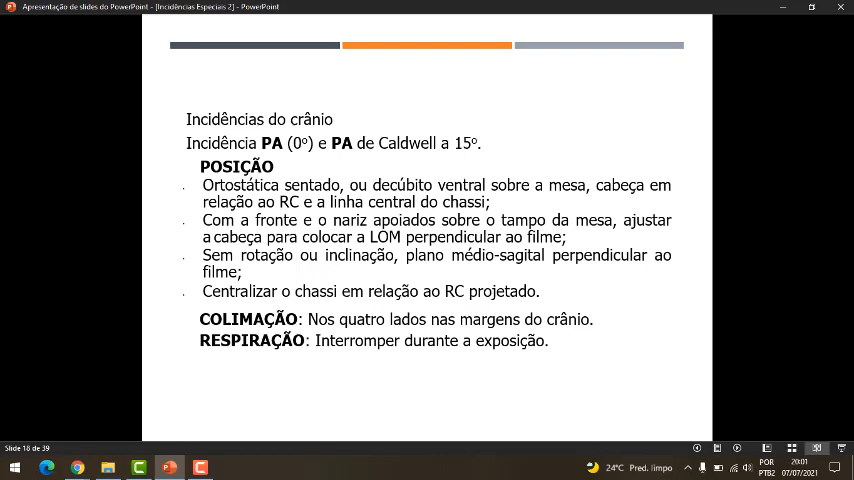 Apresentação de slides do PowerPoint - [Incidências Especiais 2] - PowerPoint
Incidências do crânio
Incidência PA (0º) e PA de Caldwell a 15º.
POSIÇÃO
Ortostática sentado, ou decúbito ventral sobre a mesa, cabeça em
relação ao RC e a linha central do chassi;
Com a fronte e o nariz apoiados sobre o tampo da mesa, ajustar
a cabeça para colocar a LOM perpendicular ao filme;
Sem rotação ou inclinação, plano médio-sagital perpendicular ao
filme;
Centralizar o chassi em relação ao RC projetado.
COLIMAÇÃO: Nos quatro lados nas margens do crânio.
RESPIRAÇÃO: Interromper durante a exposição.
Slide 18 de 39
24°C Pred. limpo
POR
PTB2
20:01
07/07/2021